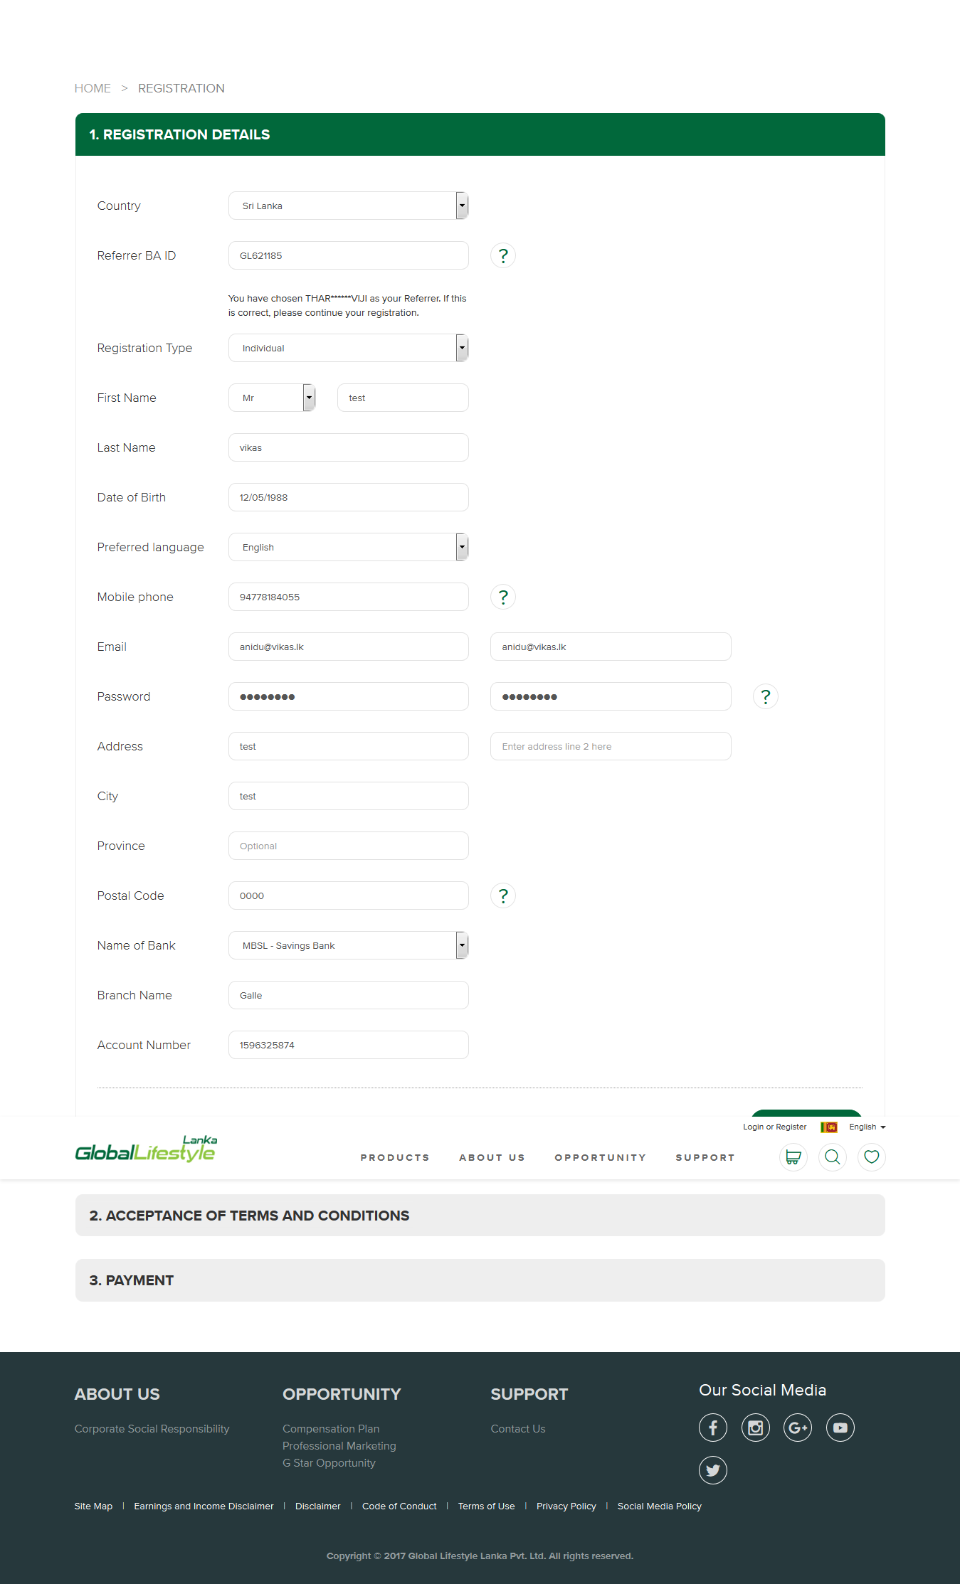 HOME > REGISTRATION
1. REGISTRATION DETAILS
Country Sri Lanka
Referrer BA ID GL621185 ?
You have chosen THAR******VIJI as your Referrer. If this
is correct, please continue your registration.
Registration Type Individual
First Name Mr test
Last Name vikas
Date of Birth 12/05/1988
Preferred language English
Mobile phone 94778184055 ?
Email anidu@vikas.lk anidu@vikas.lk
Password ●●●●●●●● ●●●●●●●● ?
Address test Enter address line 2 here
City test
Province Optional
Postal Code 0000 ?
Name of Bank MBSL - Savings Bank
Branch Name Galle
Account Number 1596325874
Login or Register English
GlobalLifestyle Lanka
PRODUCTS ABOUT US OPPORTUNITY SUPPORT
2. ACCEPTANCE OF TERMS AND CONDITIONS
3. PAYMENT
ABOUT US OPPORTUNITY SUPPORT Our Social Media
Corporate Social Responsibility Compensation Plan Contact Us
Professional Marketing
G Star Opportunity
Site Map | Earnings and Income Disclaimer | Disclaimer | Code of Conduct | Terms of Use | Privacy Policy | Social Media Policy
Copyright © 2017 Global Lifestyle Lanka Pvt. Ltd. All rights reserved.